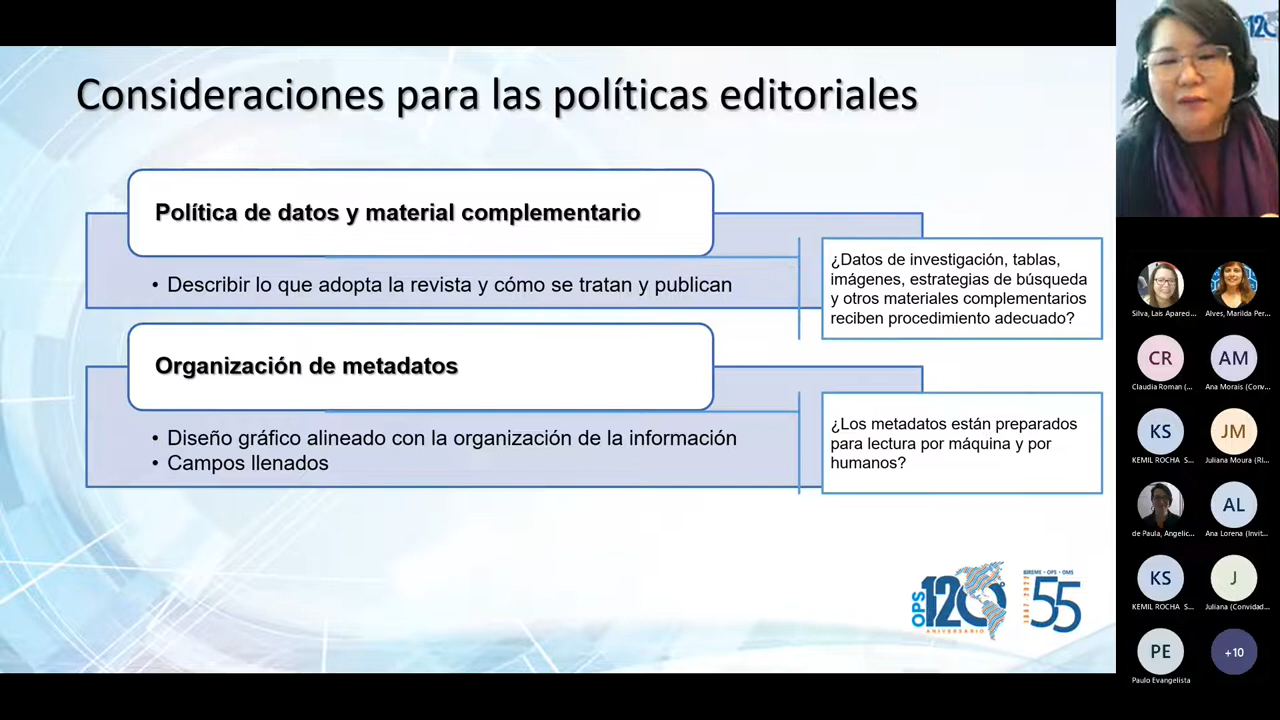 Consideraciones para las políticas editoriales
Política de datos y material complementario
• Describir lo que adopta la revista y cómo se tratan y publican
¿Datos de investigación, tablas,
imágenes, estrategias de búsqueda
y otros materiales complementarios
reciben procedimiento adecuado?
Organización de metadatos
• Diseño gráfico alineado con la organización de la información
• Campos llenados
¿Los metadatos están preparados
para lectura por máquina y por
humanos?
OPS
120
ANIVERSARIO
BIREME • OPS • OMS
55
120
Silva, Lais Apareci...
Alves, Marilda Per...
CR
AM
Claudia Roman (...
Ana Morais (Conv...
KS
JM
KEMIL ROCHA S...
Juliana Moura (Ri...
AL
de Paula, Angelic...
Ana Lorena (Invit...
KS
J
KEMIL ROCHA S...
Juliana (Convidad...
PE
+10
Paulo Evangelista